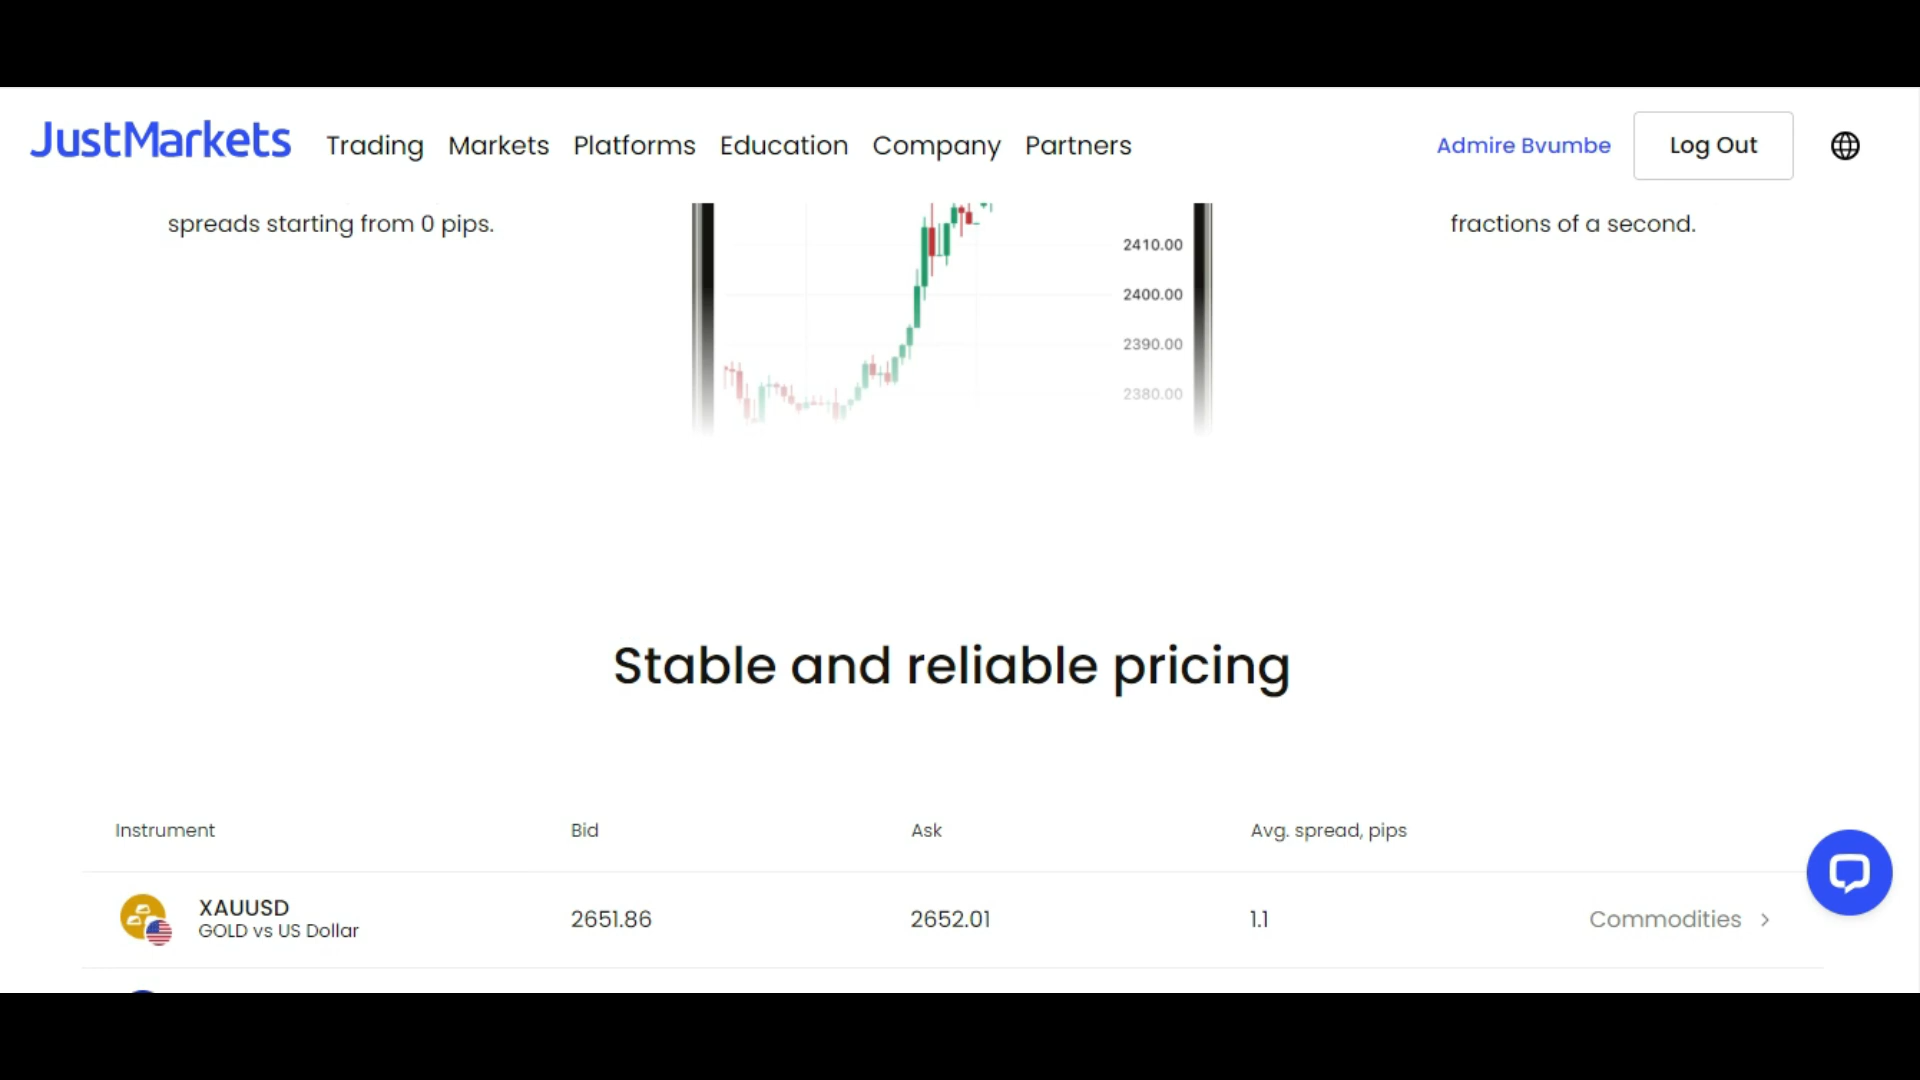 JustMarkets Trading Markets Platforms Education Company Partners Admire Bvumbe Log Out
spreads starting from 0 pips.
fractions of a second.
2410.00
2400.00
2390.00
2380.00
Stable and reliable pricing
Instrument Bid Ask Avg. spread, pips
XAUUSD
GOLD vs US Dollar
2651.86 2652.01 1.1 Commodities